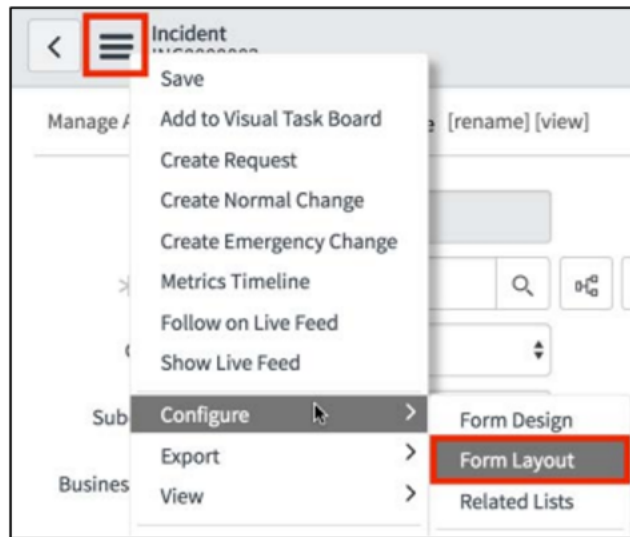 Incident
Save
Manage
Add to Visual Task Board
[rename] [view]
Create Request
Create Normal Change
Create Emergency Change
Metrics Timeline
Follow on Live Feed
Show Live Feed
Sub
Configure
Form Design
Export
Form Layout
Busines
View
Related Lists